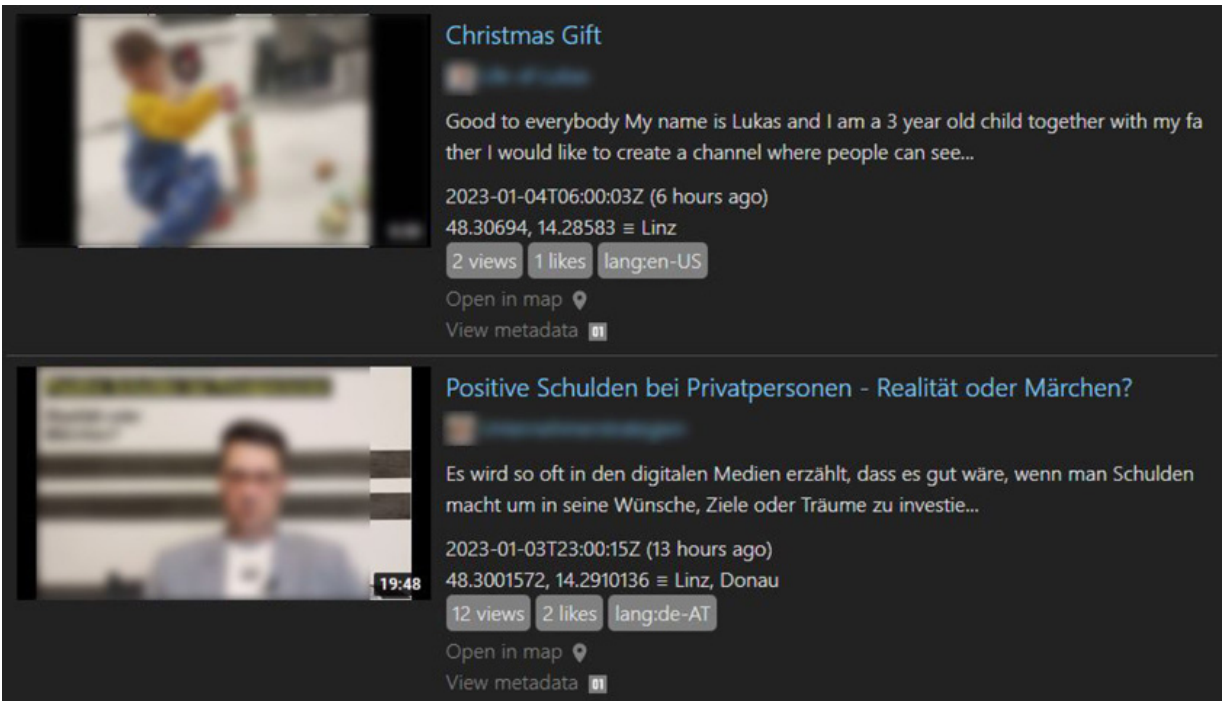 Christmas Gift
Good to everybody My name is Lukas and I am a 3 year old child together with my fa
ther I would like to create a channel where people can see...
2023-01-04T06:00:03Z (6 hours ago)
48.30694, 14.28583 ≡ Linz
2 views 1 likes lang:en-US
Open in map
View metadata 01
19:48
Positive Schulden bei Privatpersonen - Realität oder Märchen?
Es wird so oft in den digitalen Medien erzählt, dass es gut wäre, wenn man Schulden
macht um in seine Wünsche, Ziele oder Träume zu investie...
2023-01-03T23:00:15Z (13 hours ago)
48.3001572, 14.2910136 ≡ Linz, Donau
12 views 2 likes lang:de-AT
Open in map
View metadata 01